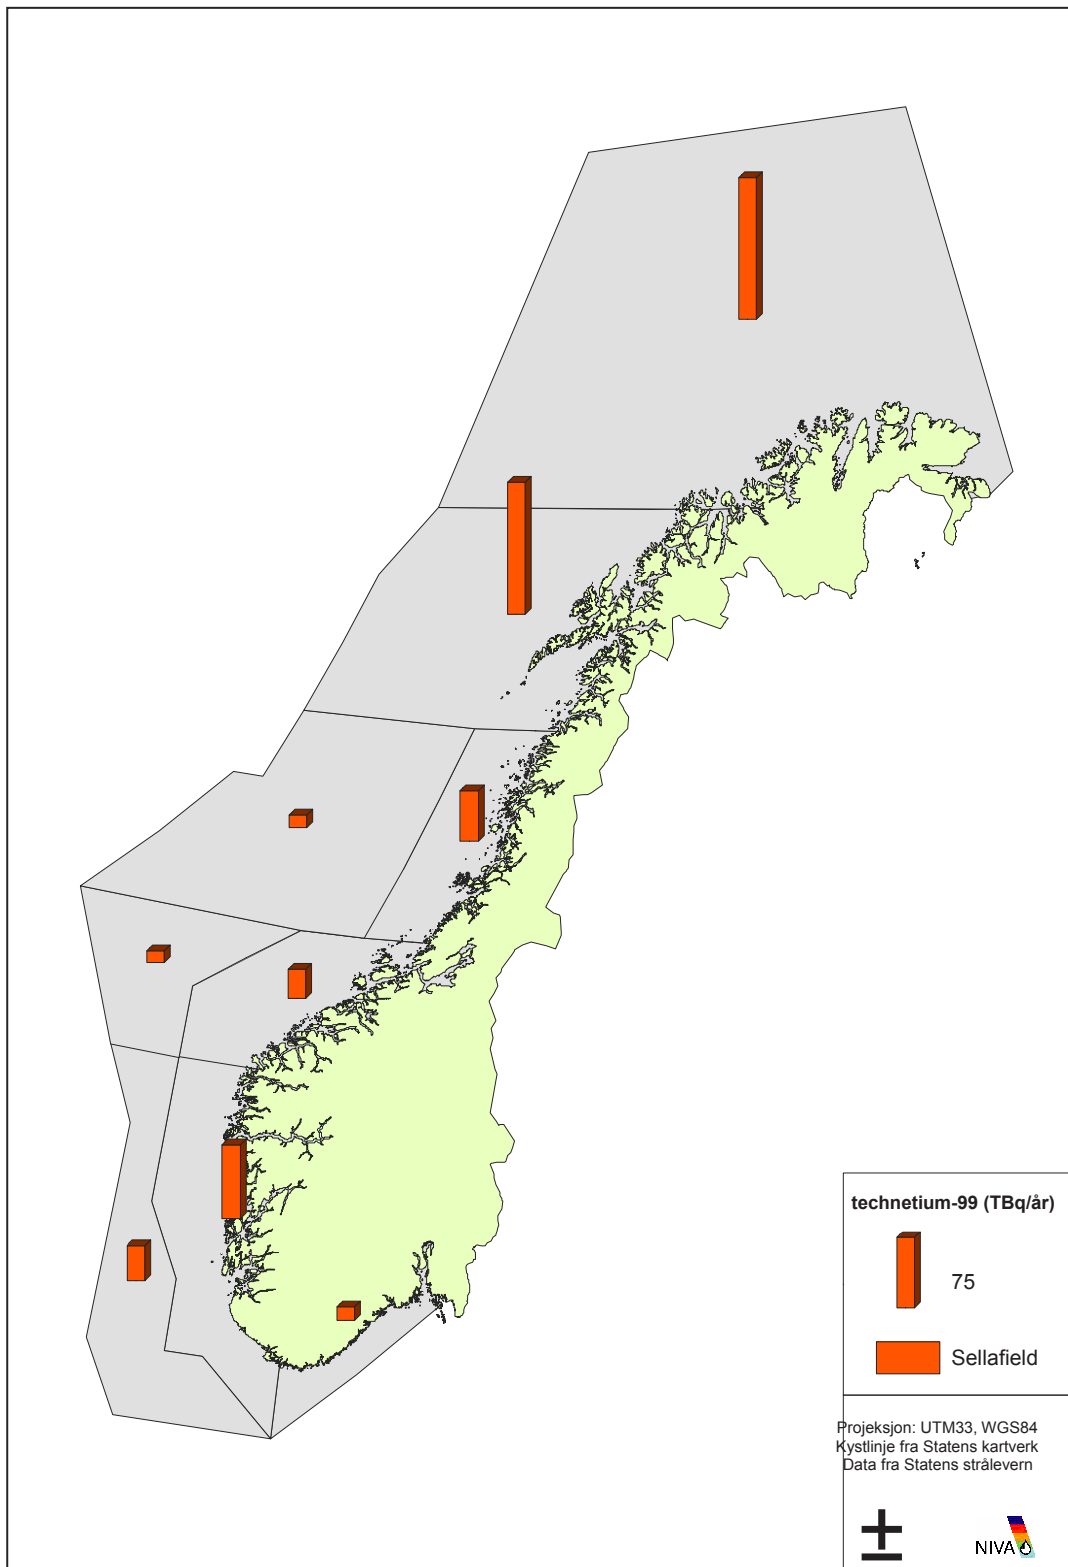 technetium-99 (TBq/år)
75
Sellafield
Projeksjon: UTM33, WGS84
Kystlinje fra Statens kartverk
Data fra Statens strålevern
NIVA